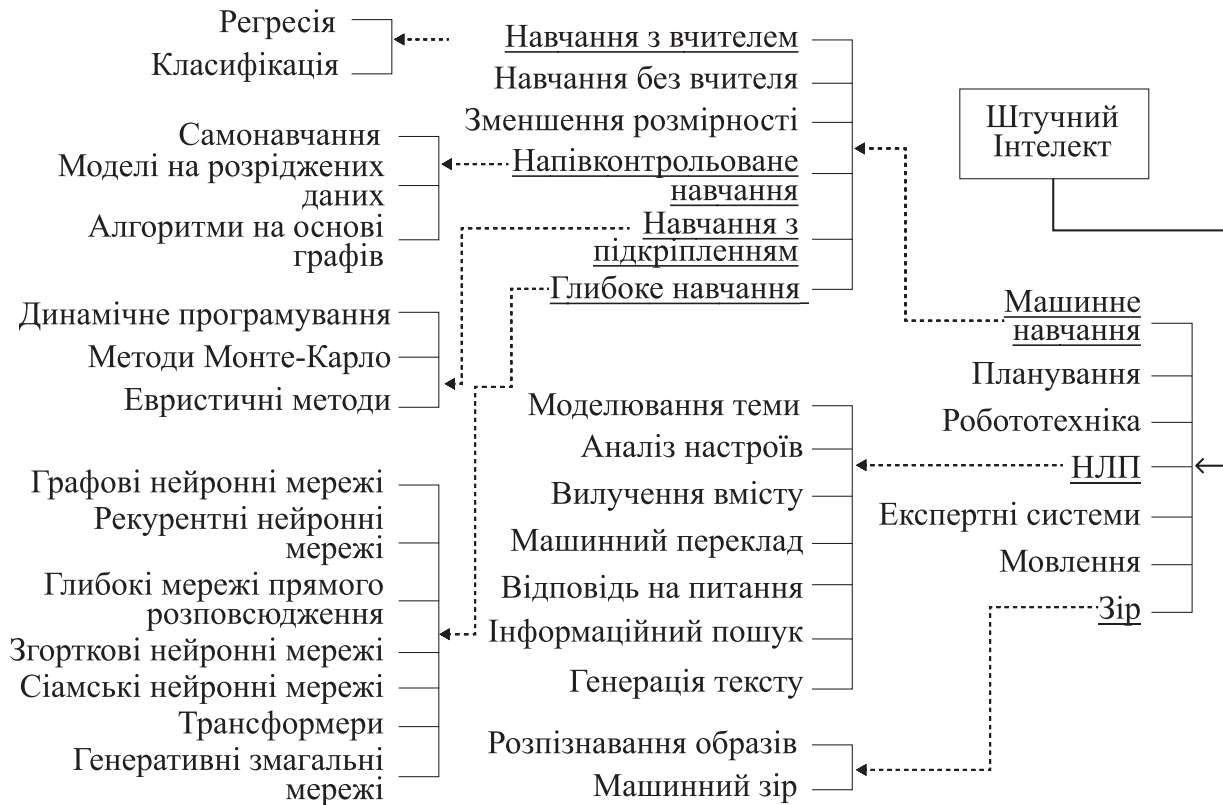 Регресія
Класифікація
Самонавчання
Моделі на розріджених
даних
Алгоритми на основі
графів
Динамічне програмування
Методи Монте-Карло
Евристичні методи
Графові нейронні мережі
Рекурентні нейронні
мережі
Глибокі мережі прямого
розповсюдження
Згорткові нейронні мережі
Сіамські нейронні мережі
Трансформери
Генеративні змагальні
мережі
Навчання з вчителем
Навчання без вчителя
Зменшення розмірності
Напівконтрольоване
навчання
Навчання з
підкріпленням
Глибоке навчання
Моделювання теми
Аналіз настроїв
Вилучення вмісту
Машинний переклад
Відповідь на питання
Інформаційний пошук
Генерація тексту
Розпізнавання образів
Машинний зір
Штучний
Інтелект
Машинне
навчання
Планування
Робототехніка
НЛП
Експертні системи
Мовлення
Зір